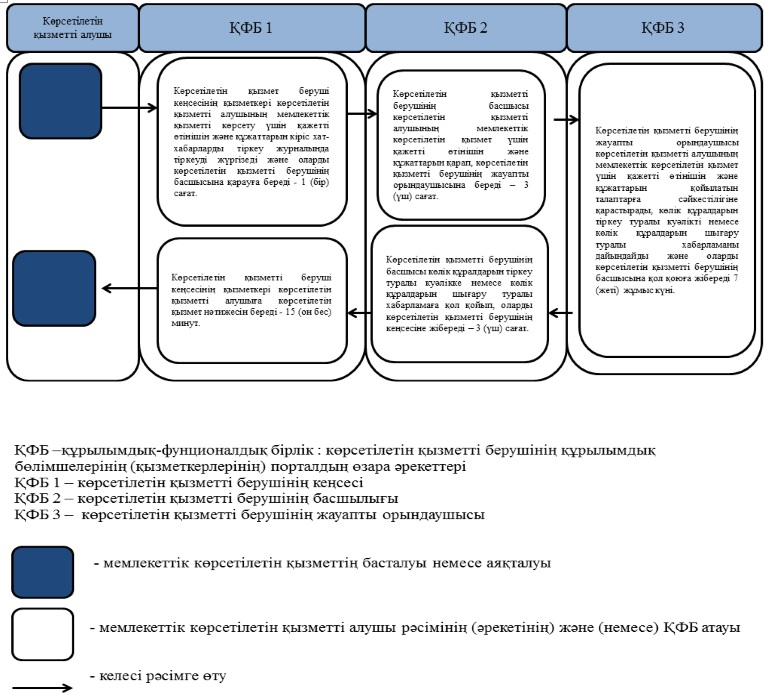 Көрсетілетін
қызметті алушы
ҚФБ 1
ҚФБ 2
ҚФБ 3
Көрсетілетін қызмет беруші
кеңсесінің қызметкері көрсетілетін
қызметті алушының мемлекеттік
қызметті көрсету үшін қажетті
өтінішін және құжаттарын кіріс хат-
хабарларды тіркеу журналында
тіркеуді жүргізеді және оларды
көрсетілетін қызметті берушінің
басшысына қарауға береді - 1 (бір)
сағат.
Көрсетілетін қызметті
берушінің басшысы
көрсетілетін қызметті
алушының мемлекеттік
көрсетілетін қызмет үшін
қажетті өтінішін және
құжаттарын қарап, көрсетілетін
қызметті берушінің жауапты
орындаушысына береді – 3
(үш) сағат.
Көрсетілетін қызметті берушінің
жауапты орындаушысы
көрсетілетін қызметті алушының
мемлекеттік көрсетілетін қызмет
үшін қажетті өтінішін және
құжаттарын қойылатын
талаптарға сәйкестілігіне
қарастырады, көлік құралдарын
тіркеу туралы куәлікті немесе
көлік құралдарын шығару
туралы хабарламаны
дайындайды және оларды
көрсетілетін қызметті берушінің
басшысына қол қоюға жібереді 7
(жеті) жұмыс күні.
Көрсетілетін қызметті беруші
кеңсесінің қызметкері көрсетілетін
қызметті алушыға көрсетілетін
қызмет нәтижесін береді - 15 (он бес)
минут.
Көрсетілетін қызметті берушінің
басшысы көлік құралдарын тіркеу
туралы куәлікке немесе көлік
құралдарын шығару туралы
хабарламаға қол қойып, оларды
көрсетілетін қызметті берушінің
кеңсесіне жібереді – 3 (үш) сағат.
ҚФБ –құрылымдық-фунционалдық бірлік : көрсетілетін қызметті берушінің құрылымдық
бөлімшелерінің (қызметкерлерінің) порталдың өзара әрекеттері
ҚФБ 1 – көрсетілетін қызметті берушінің кеңсесі
ҚФБ 2 – көрсетілетін қызметті берушінің басшылығы
ҚФБ 3 – көрсетілетін қызметті берушінің жауапты орындаушысы
- мемлекеттік көрсетілетін қызметтің басталуы немесе аяқталуы
- мемлекеттік көрсетілетін қызметті алушы рәсімінің (әрекетінің) және (немесе) ҚФБ атауы
- келесі рәсімге өту